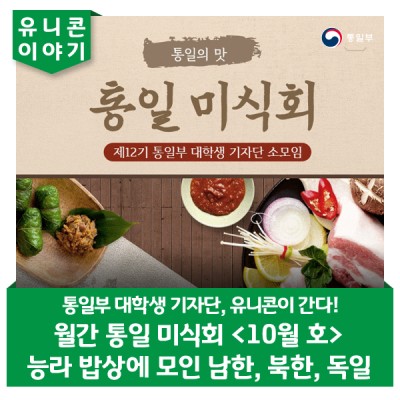 유니콘
이야기
통일부
통일의 맛
통일 미식회
제12기 통일부 대학생 기자단 소모임
통일부 대학생 기자단, 유니콘이 간다!
월간 통일 미식회 <10월 호>
능라 밥상에 모인 남한, 북한, 독일